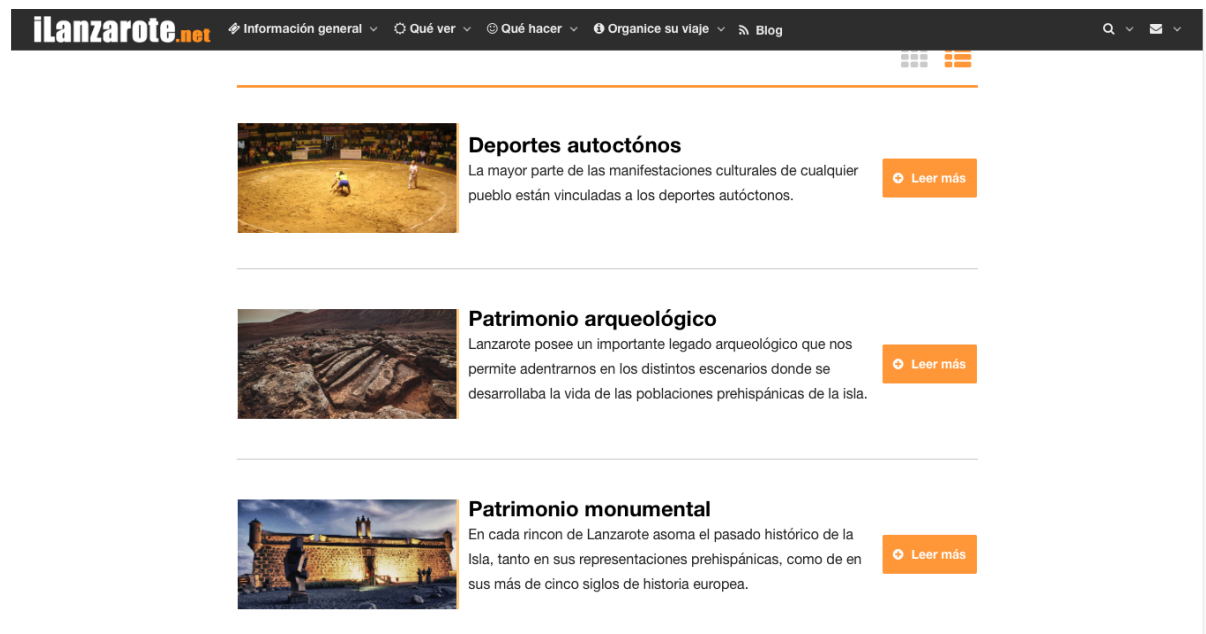 iLanzarote.net Información general Qué ver Qué hacer Organice su viaje Blog
Deportes autoctónos
La mayor parte de las manifestaciones culturales de cualquier
pueblo están vinculadas a los deportes autóctonos.
Leer más
Patrimonio arqueológico
Lanzarote posee un importante legado arqueológico que nos
permite adentrarnos en los distintos escenarios donde se
desarrollaba la vida de las poblaciones prehispánicas de la isla.
Leer más
Patrimonio monumental
En cada rincon de Lanzarote asoma el pasado histórico de la
Isla, tanto en sus representaciones prehispánicas, como de en
sus más de cinco siglos de historia europea.
Leer más